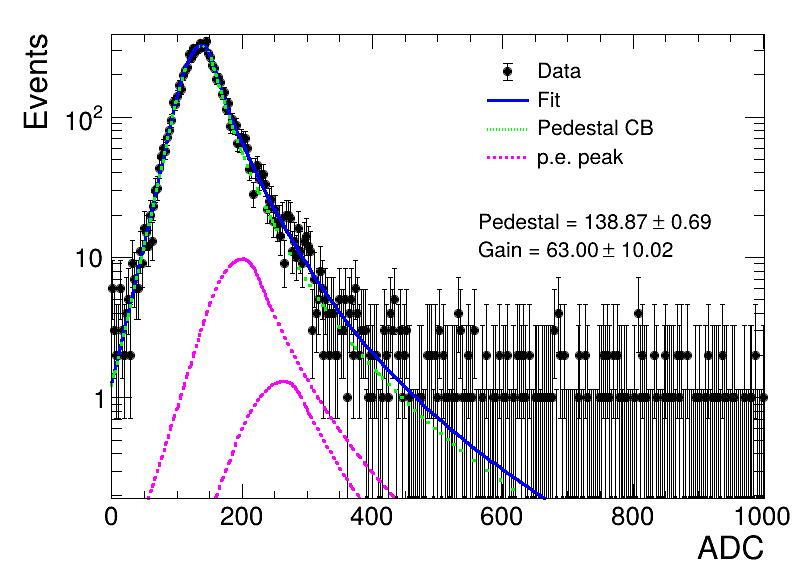 Events
10²
10
1
Data
Fit
Pedestal CB
p.e. peak
Pedestal = 138.87 ± 0.69
Gain = 63.00 ± 10.02
0 200 400 600 800 1000
ADC